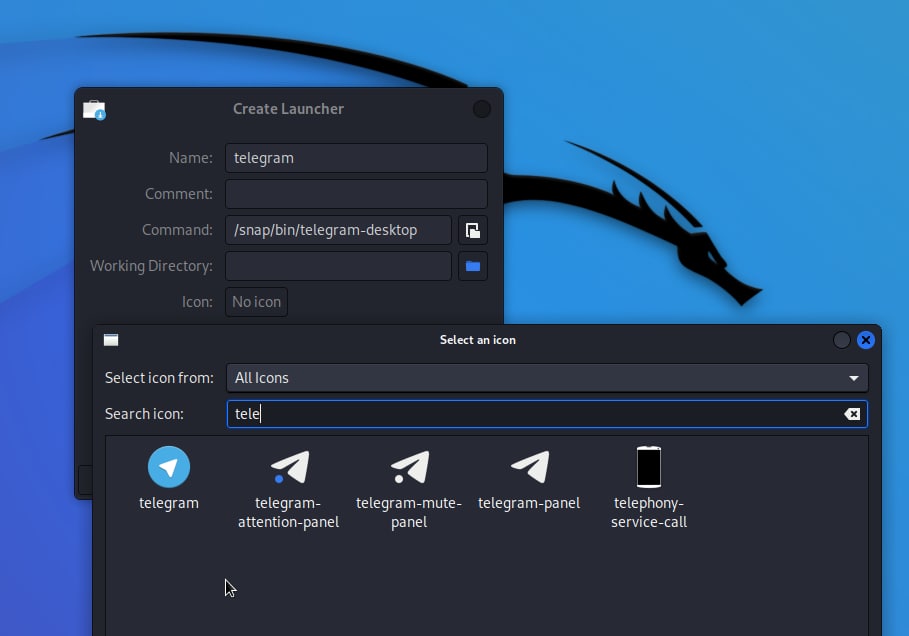 Create Launcher
Name: telegram
Comment:
Command: /snap/bin/telegram-desktop
Working Directory:
Icon: No icon
Select an icon
Select icon from: All Icons
Search icon: tele
telegram
telegram-attention-panel
telegram-mute-panel
telegram-panel
telephony-service-call